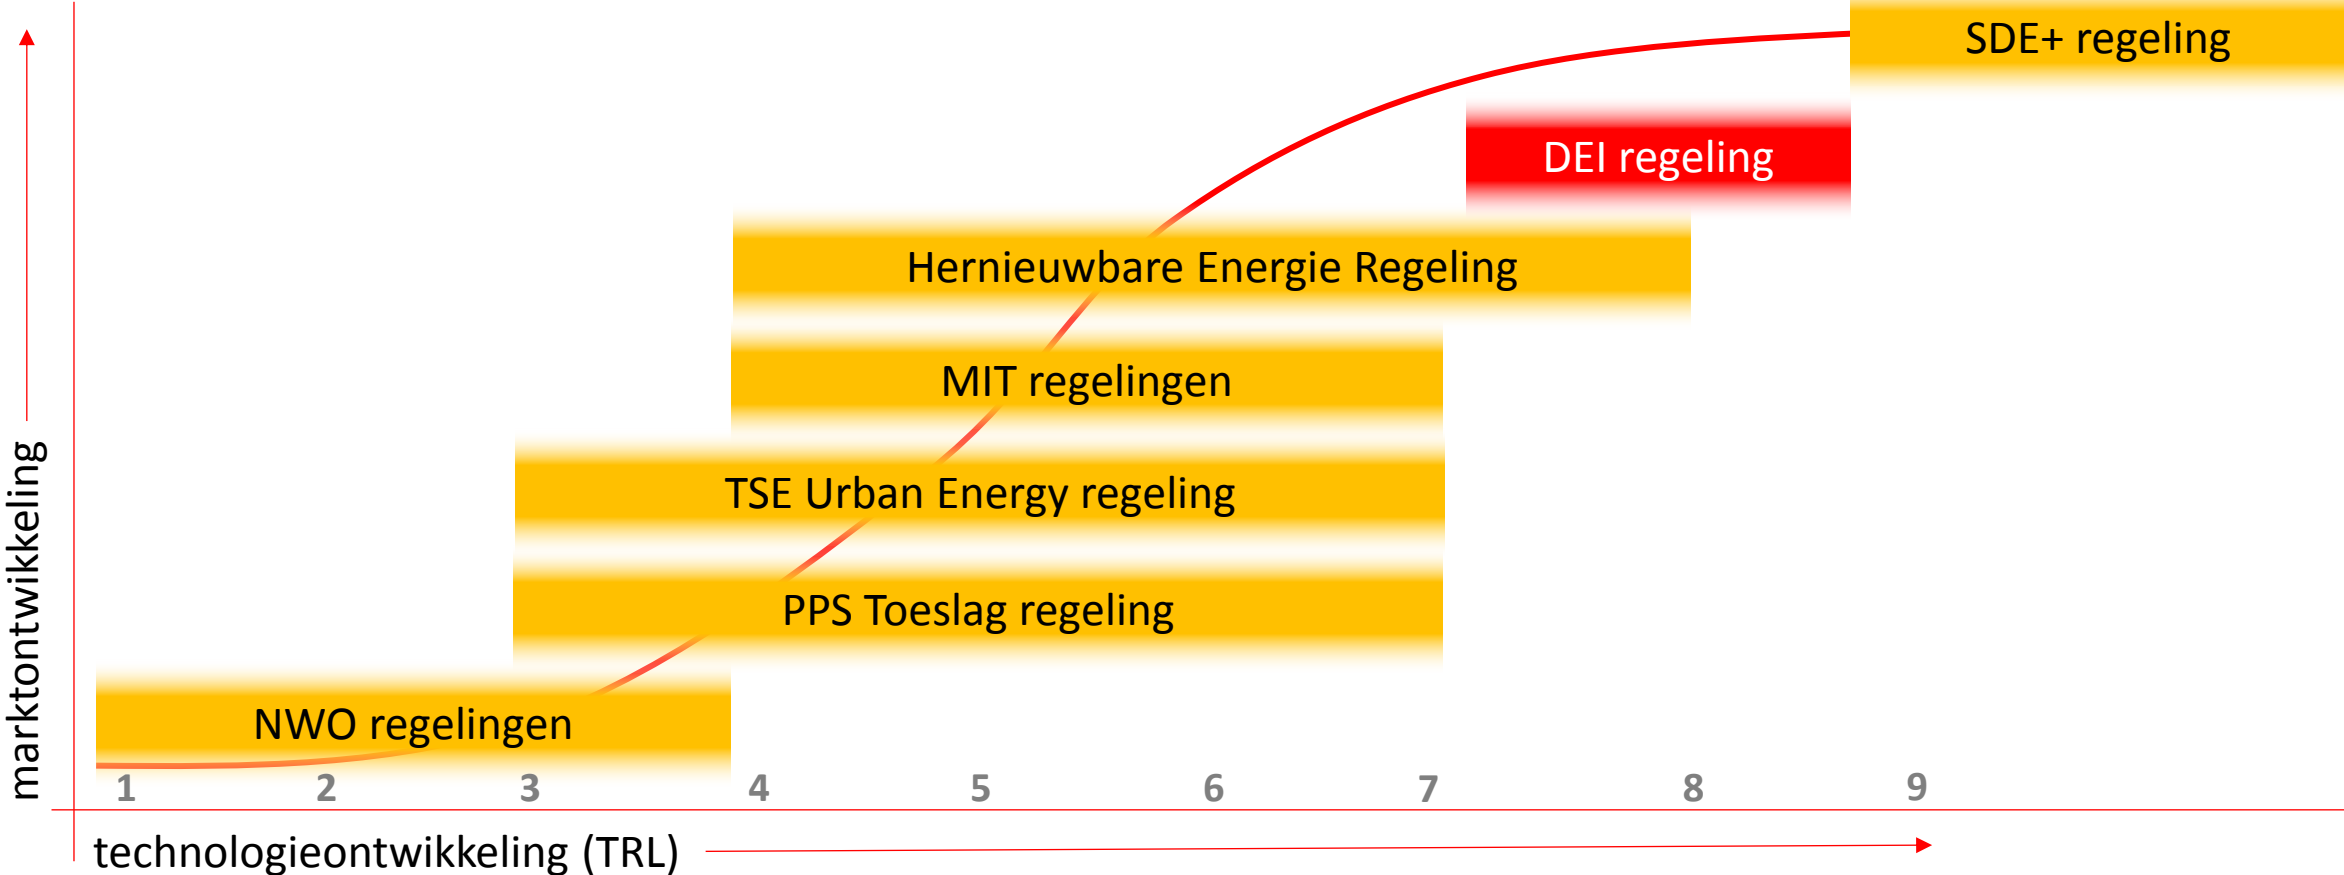 SDE+ regeling
DEI regeling
Hernieuwbare Energie Regeling
MIT regelingen
TSE Urban Energy regeling
PPS Toeslag regeling
NWO regelingen
marktontwikkeling
1 2 3 4 5 6 7 8 9
technologieontwikkeling (TRL)